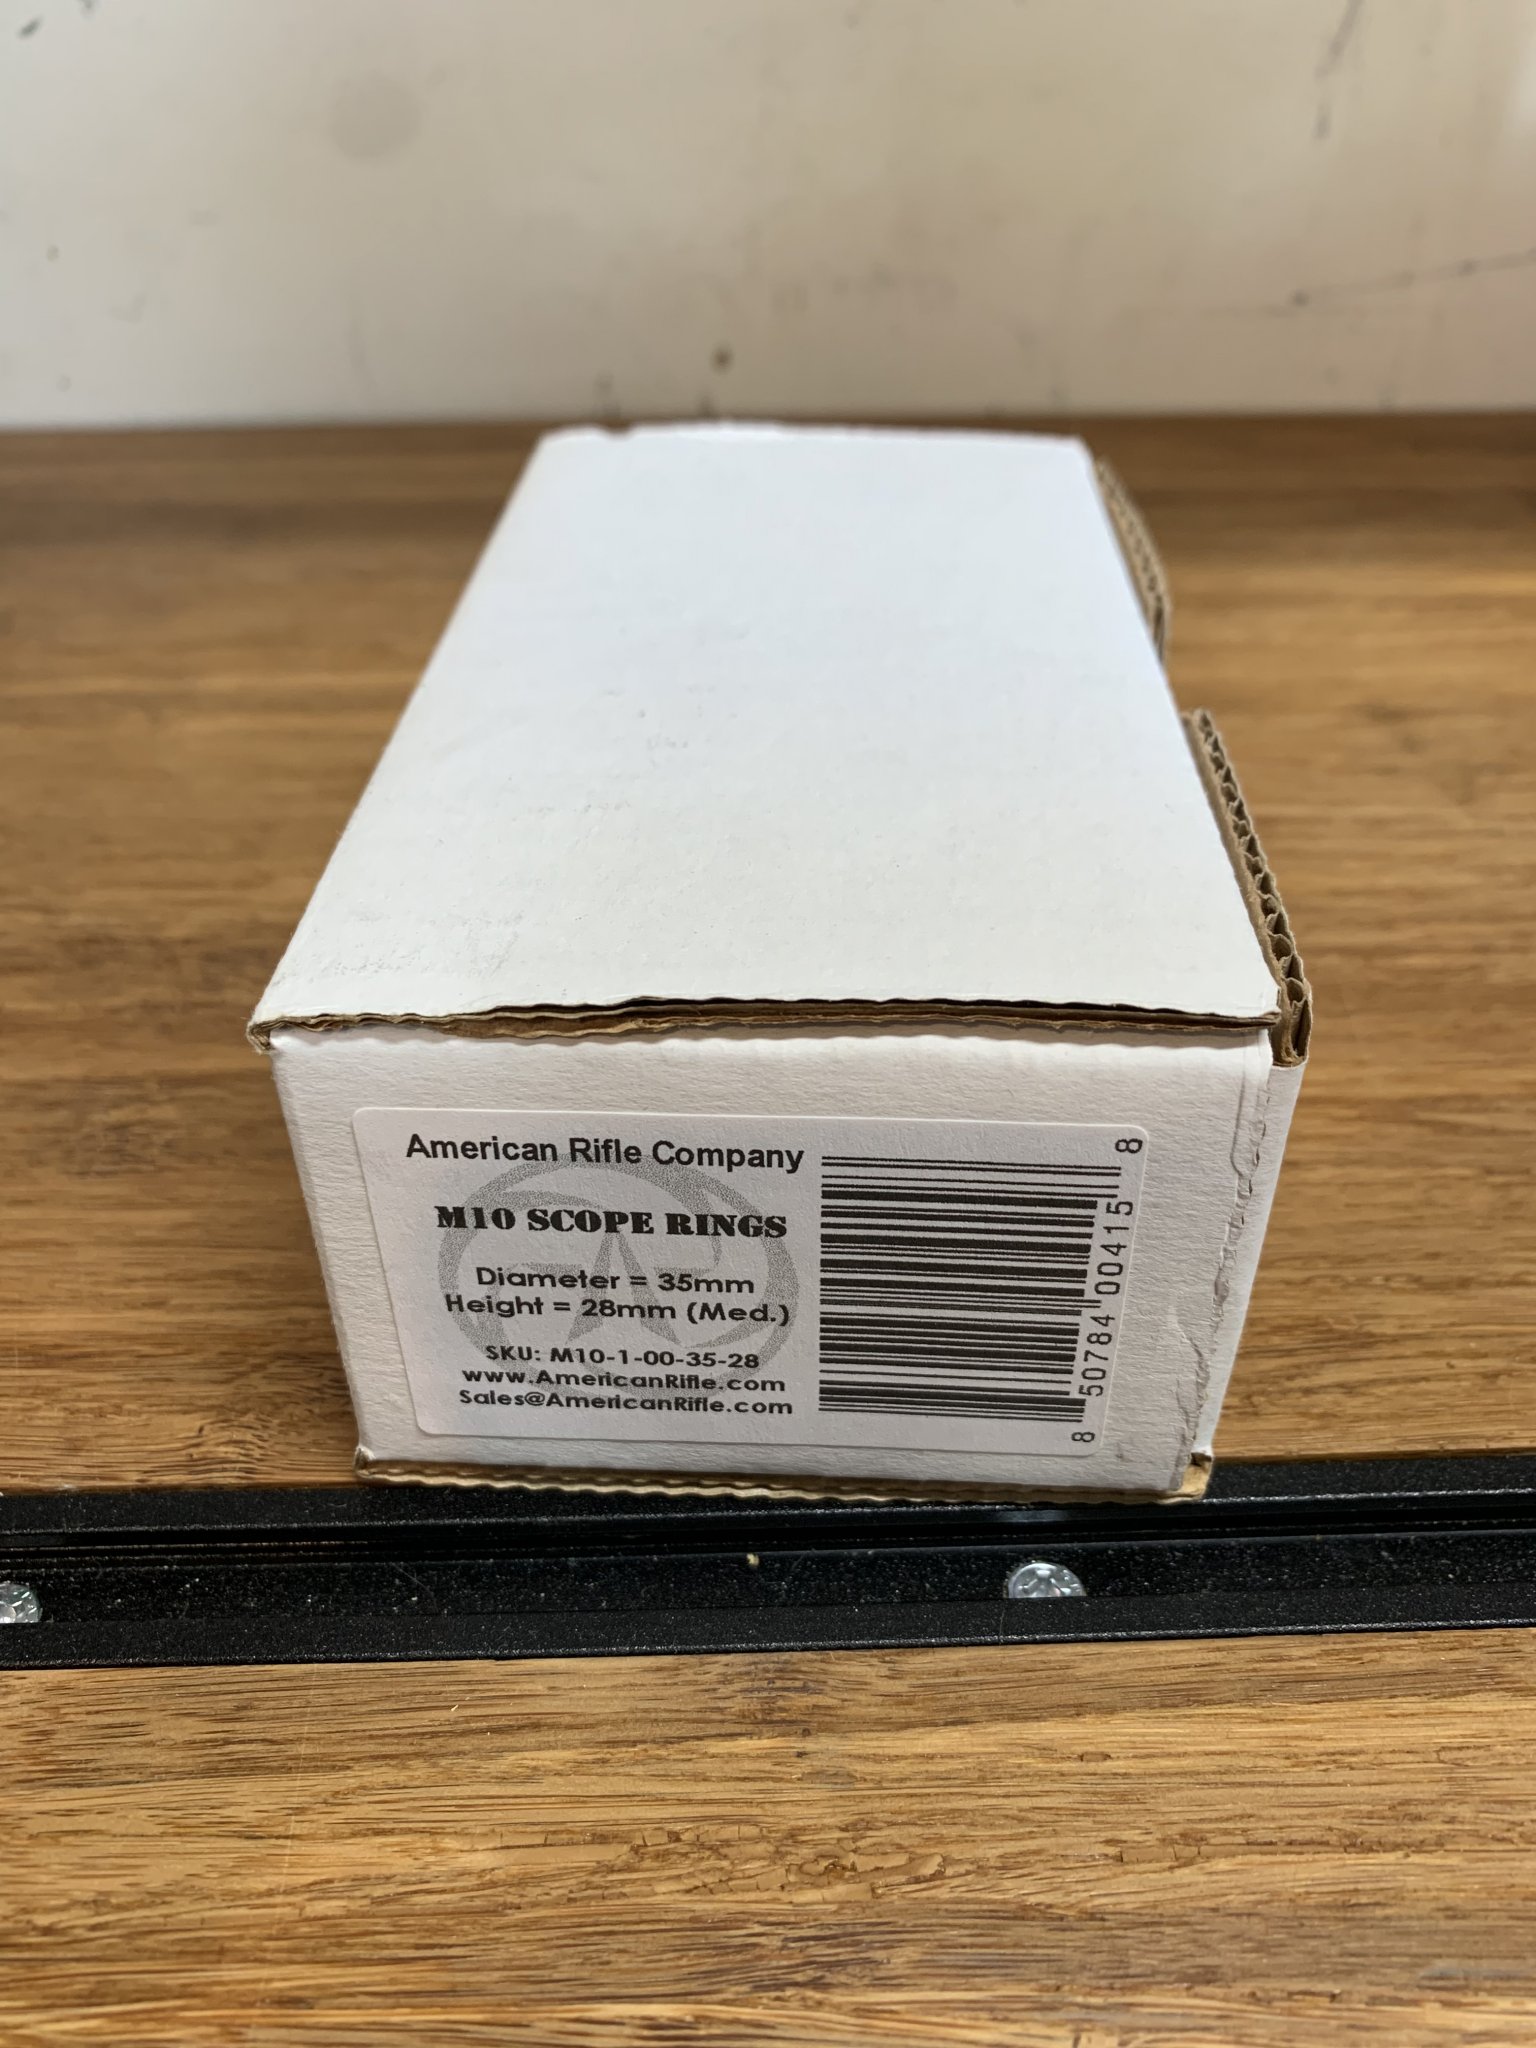 American Rifle Company
M10 SCOPE RINGS
Diameter = 35mm
Height = 28mm (Med.)
SKU: M10-1-00-35-28
www.AmericanRifle.com
Sales@AmericanRifle.com
8 50784 00415 8